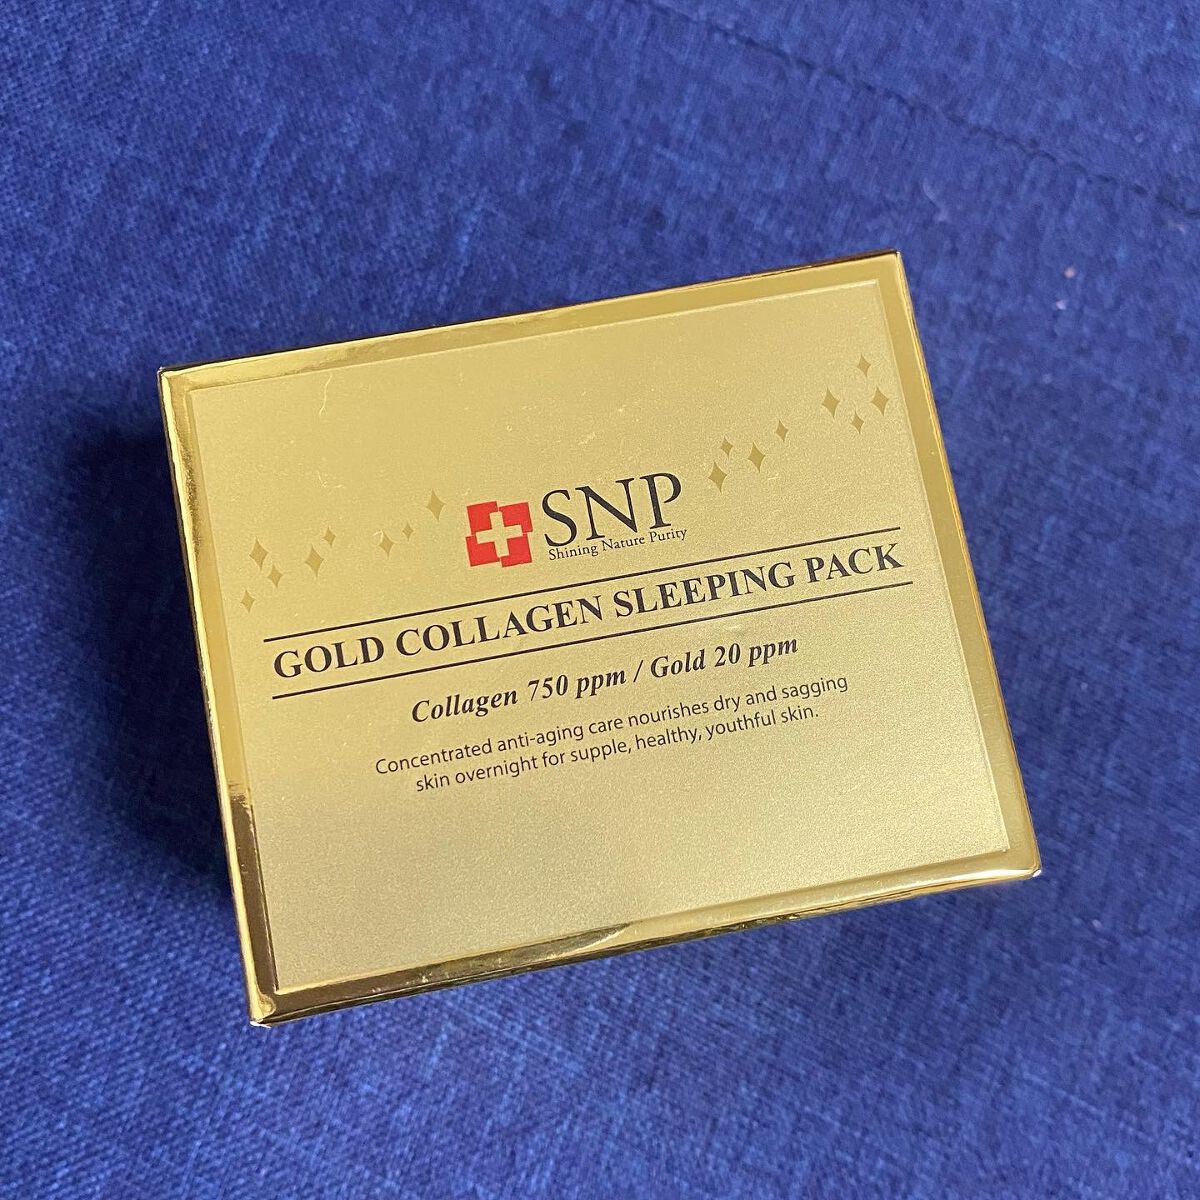 SNP
Shining Nature Purity
GOLD COLLAGEN SLEEPING PACK
Collagen 750 ppm / Gold 20 ppm
Concentrated anti-aging care nourishes dry and sagging
skin overnight for supple, healthy, youthful skin.